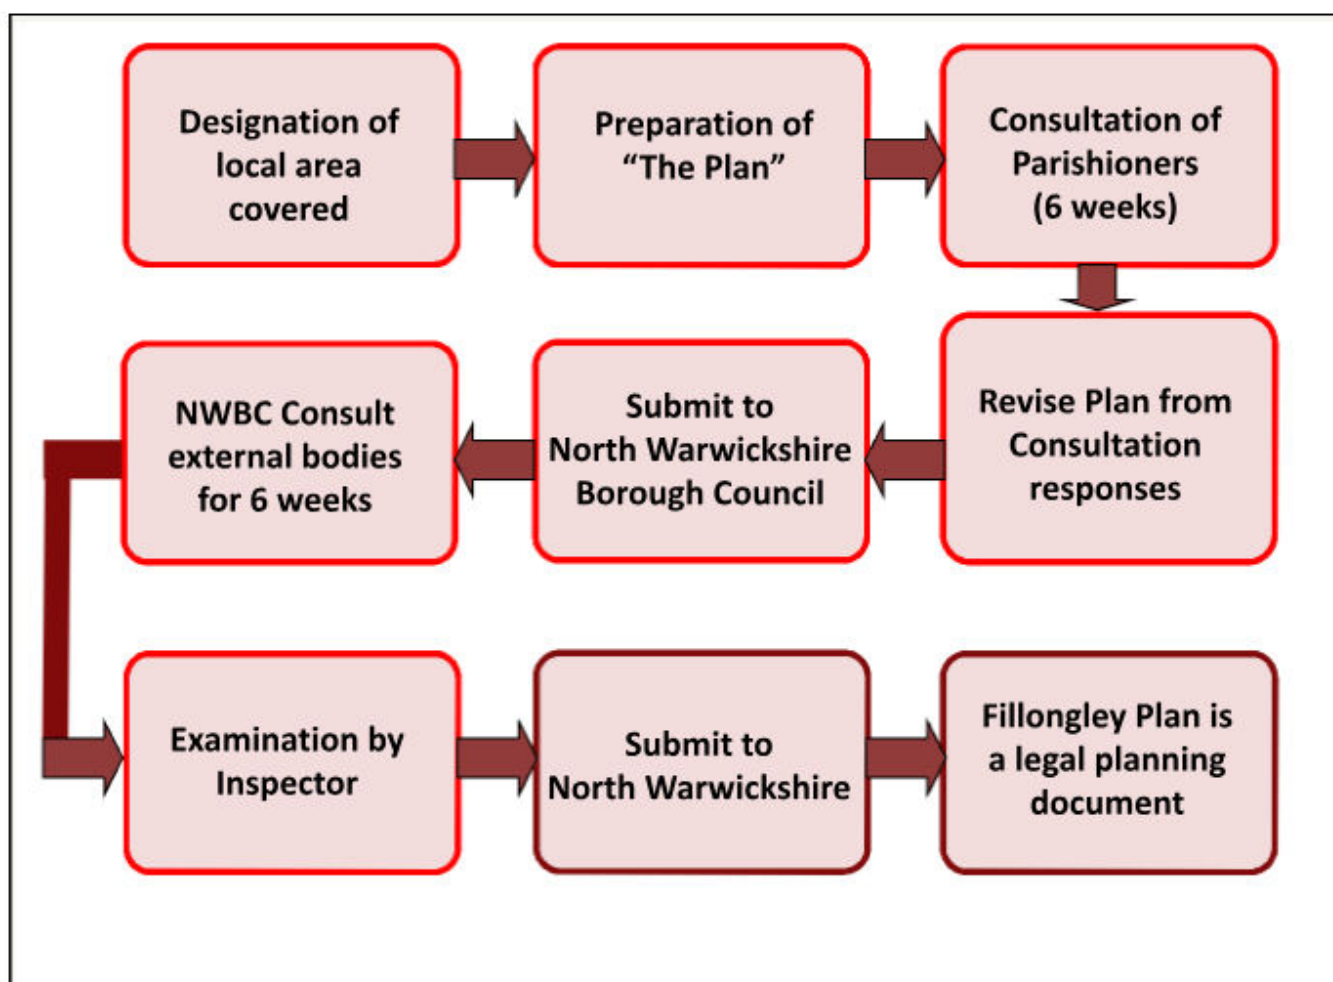 Designation of
local area
covered
Preparation of
“The Plan”
Consultation of
Parishioners
(6 weeks)
Revise Plan from
Consultation
responses
Submit to
North Warwickshire
Borough Council
NWBC Consult
external bodies
for 6 weeks
Examination by
Inspector
Submit to
North Warwickshire
Fillongley Plan is
a legal planning
document